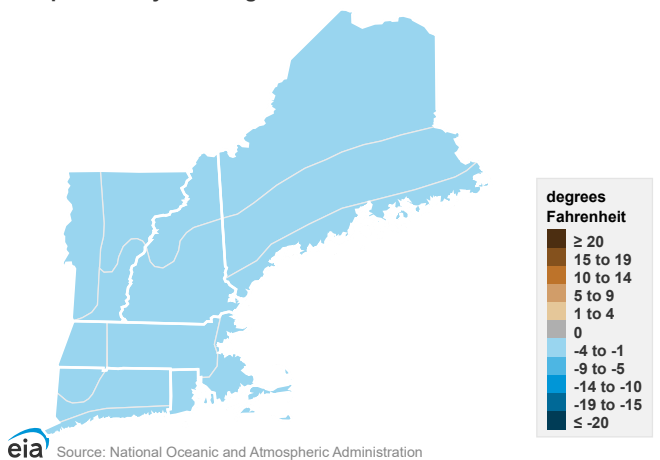 degrees
Fahrenheit
≥ 20
15 to 19
10 to 14
5 to 9
1 to 4
0
-4 to -1
-9 to -5
-14 to -10
-19 to -15
≤ -20
eia
Source: National Oceanic and Atmospheric Administration